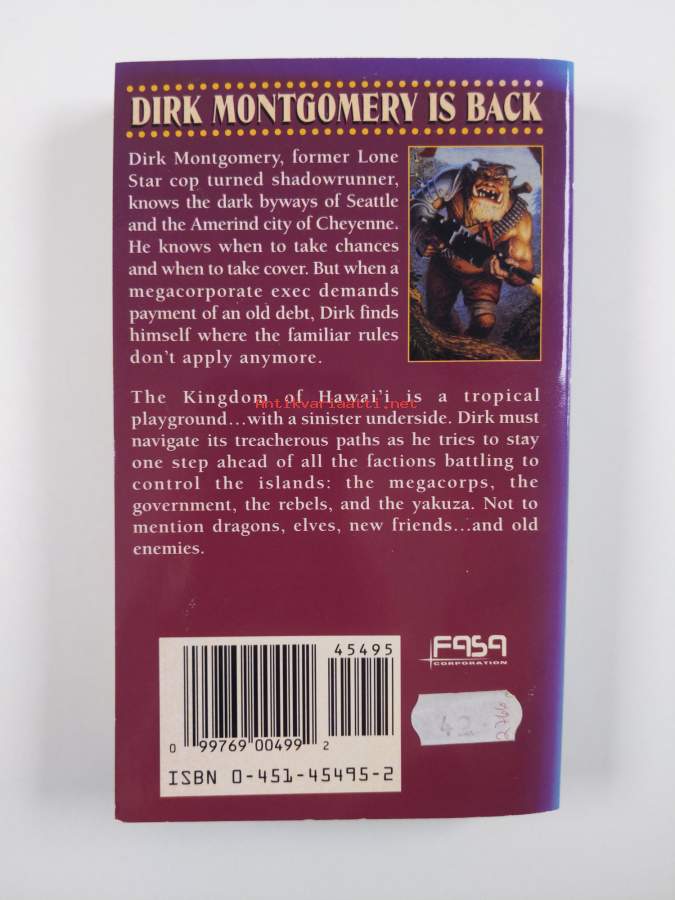 DIRK MONTGOMERY IS BACK
Dirk Montgomery, former Lone
Star cop turned shadowrunner,
knows the dark byways of Seattle
and the Amerind city of Cheyenne.
He knows when to take chances
and when to take cover. But when a
megacorporate exec demands
payment of an old debt, Dirk finds
himself where the familiar rules
don't apply anymore.
The Kingdom of Hawai'i is a tropical
Antikvariaatti.net
playground...with a sinister underside. Dirk must
navigate its treacherous paths as he tries to stay
one step ahead of all the factions battling to
control the islands: the megacorps, the
government, the rebels, and the yakuza. Not to
mention dragons, elves, new friends...and old
enemies.
45495
0 99769 00499 2
ISBN 0-451-45495-2
FASA
CORPORATION
42